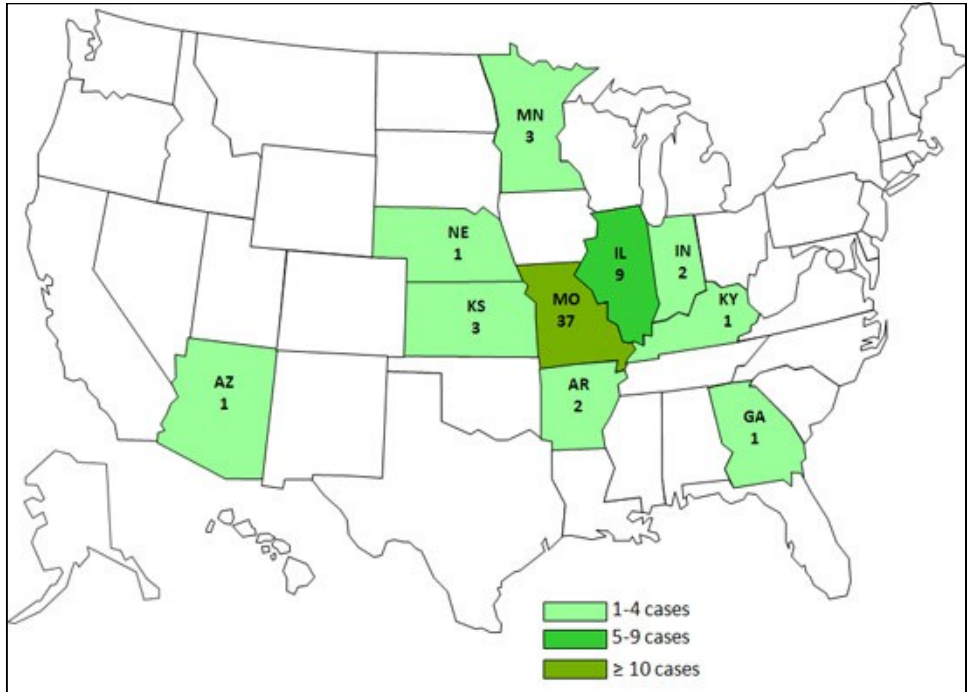 MN
3
NE
1
IL
9
IN
2
KS
3
MO
37
KY
1
AZ
1
AR
2
GA
1
1-4 cases
5-9 cases
≥ 10 cases